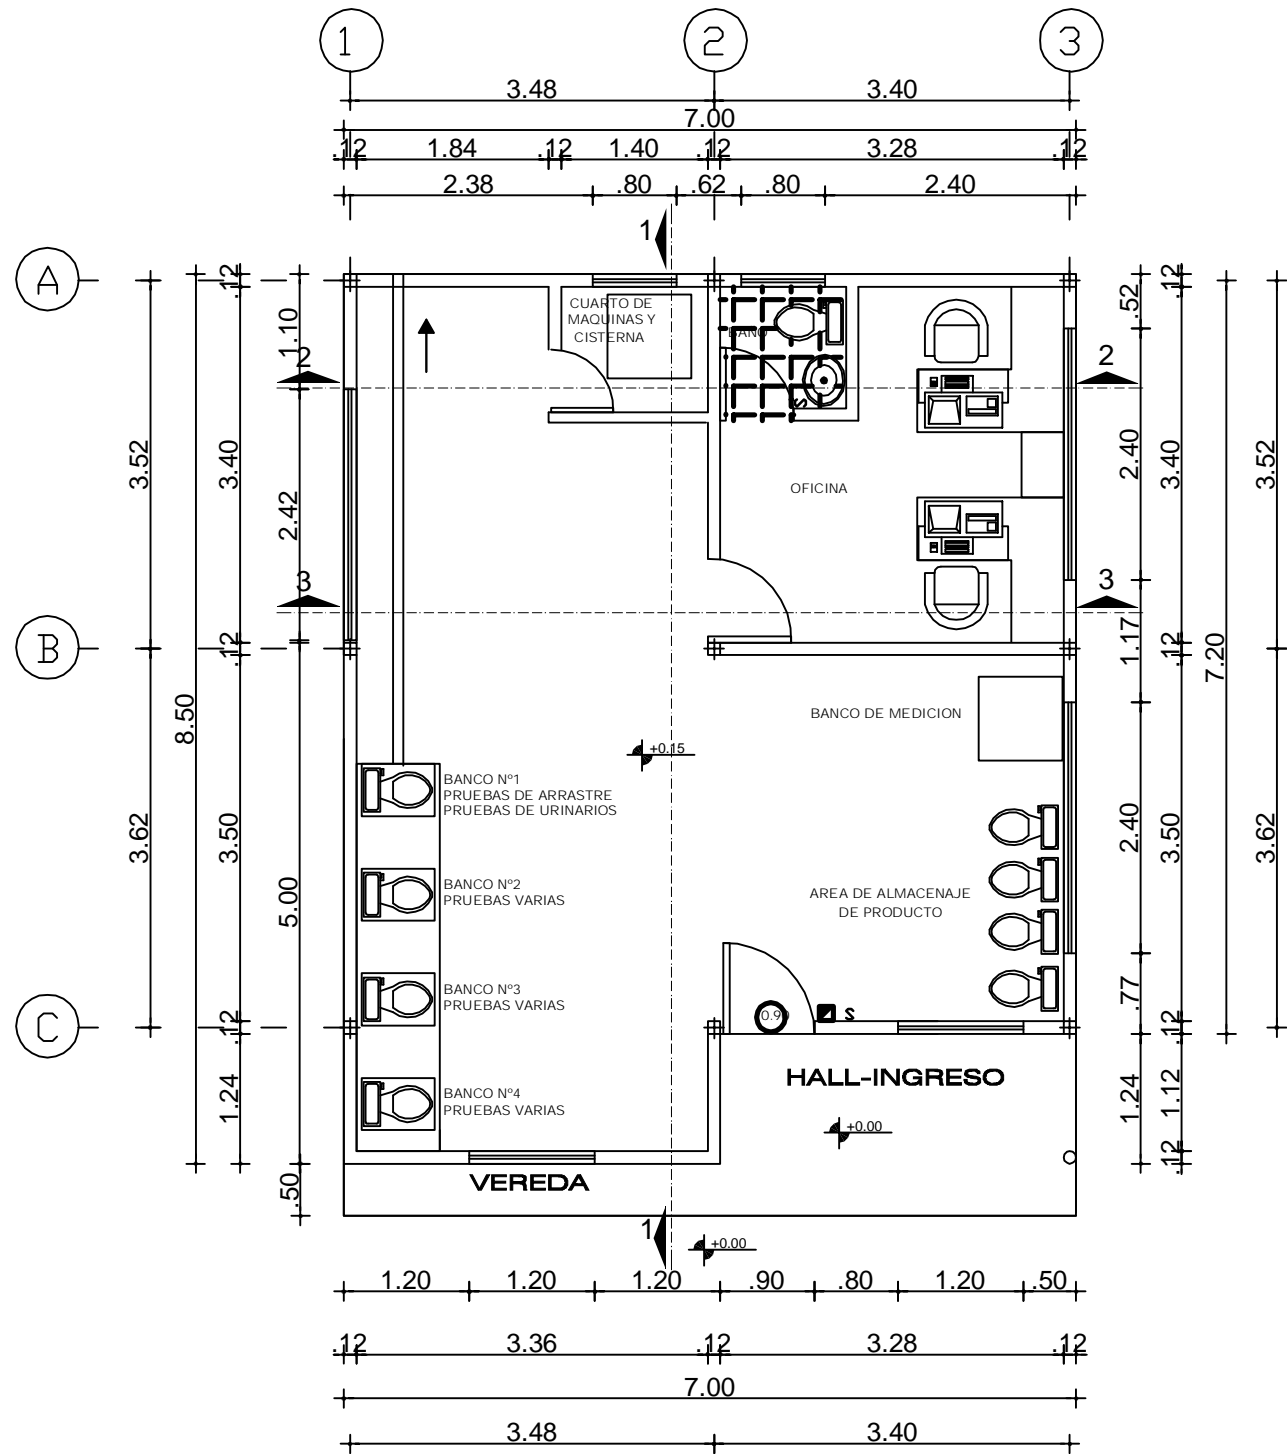 1 2 3
3.48 3.40
7.00
.12 1.84 .12 1.40 .12 3.28 .12
2.38 .80 .62 .80 2.40
1
A
B
C
3.52
3.62
8.50
.12
3.40
.12
3.50
.12
1.24
1.10
2.42
5.00
.50
2
3
CUARTO DE
MAQUINAS Y
CISTERNA
BAÑO
S
OFICINA
BANCO DE MEDICION
+0.15
BANCO Nº1
PRUEBAS DE ARRASTRE
PRUEBAS DE URINARIOS
BANCO Nº2
PRUEBAS VARIAS
AREA DE ALMACENAJE
DE PRODUCTO
BANCO Nº3
PRUEBAS VARIAS
S
BANCO Nº4
PRUEBAS VARIAS
HALL-INGRESO
+0.00
VEREDA
1
+0.00
2
3
.52
2.40
1.17
2.40
.77
1.24
.12
3.40
.12
3.50
.12
1.12
.12
7.20
3.52
3.62
1.20 1.20 1.20 .90 .80 1.20 .50
.12 3.36 .12 3.28 .12
7.00
3.48 3.40